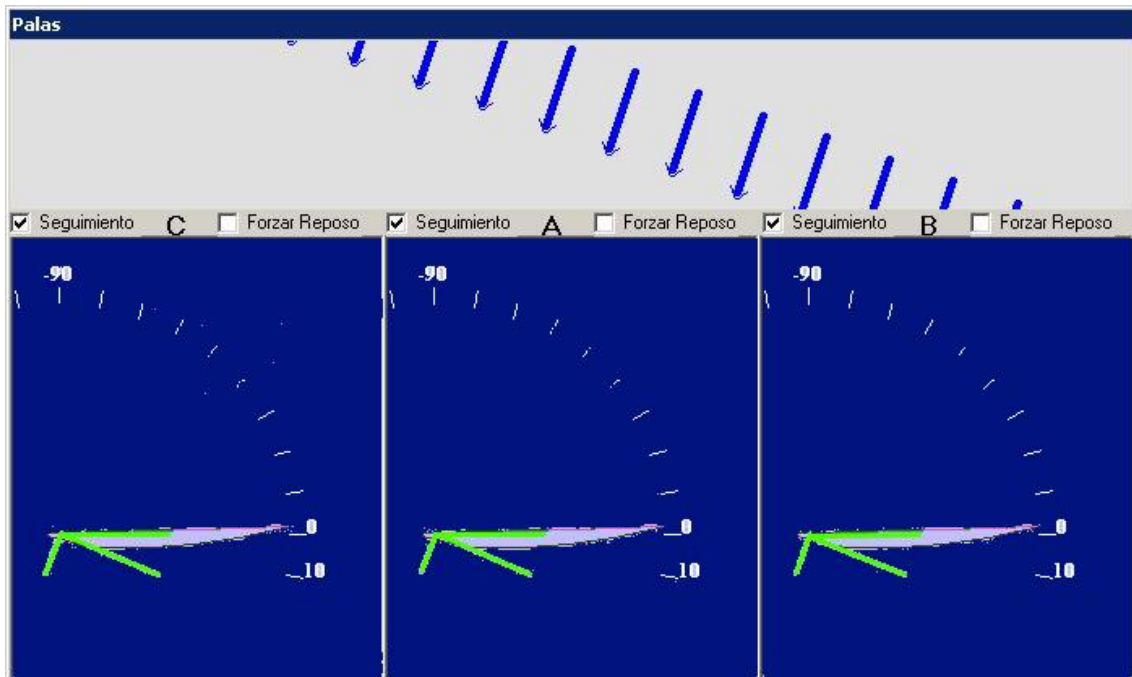 Palas
Seguimiento C Forzar Reposo Seguimiento A Forzar Reposo Seguimiento B Forzar Reposo
-90 -90 -90
0 0 0
10 10 10